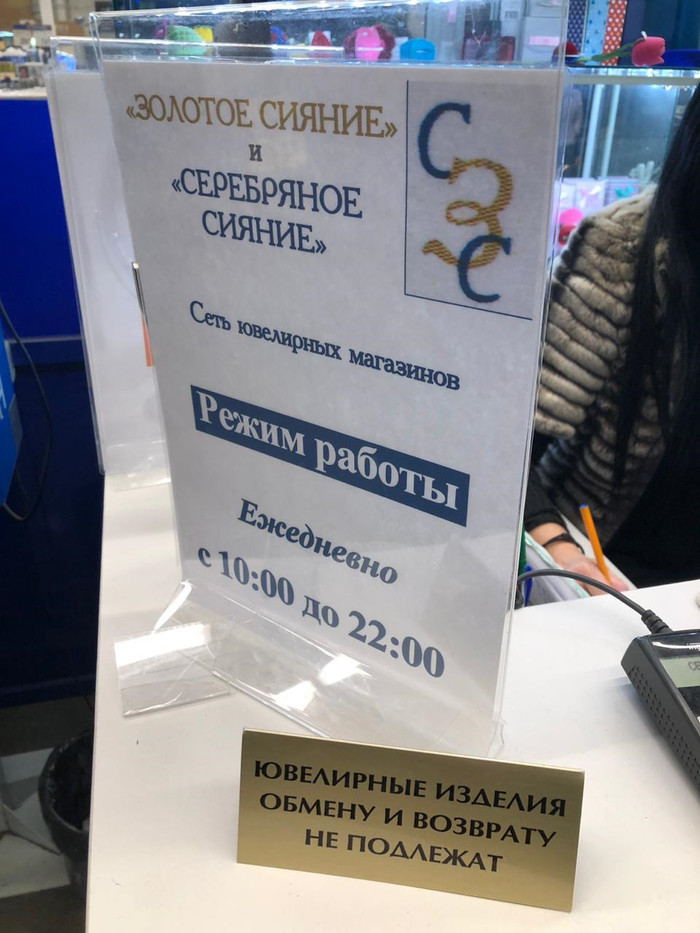 «ЗОЛОТОЕ СИЯНИЕ»
и
«СЕРЕБРЯНОЕ
СИЯНИЕ»
СЗС
Сеть ювелирных магазинов
Режим работы
Ежедневно
с 10:00 до 22:00
ЮВЕЛИРНЫЕ ИЗДЕЛИЯ
ОБМЕНУ И ВОЗВРАТУ
НЕ ПОДЛЕЖАТ